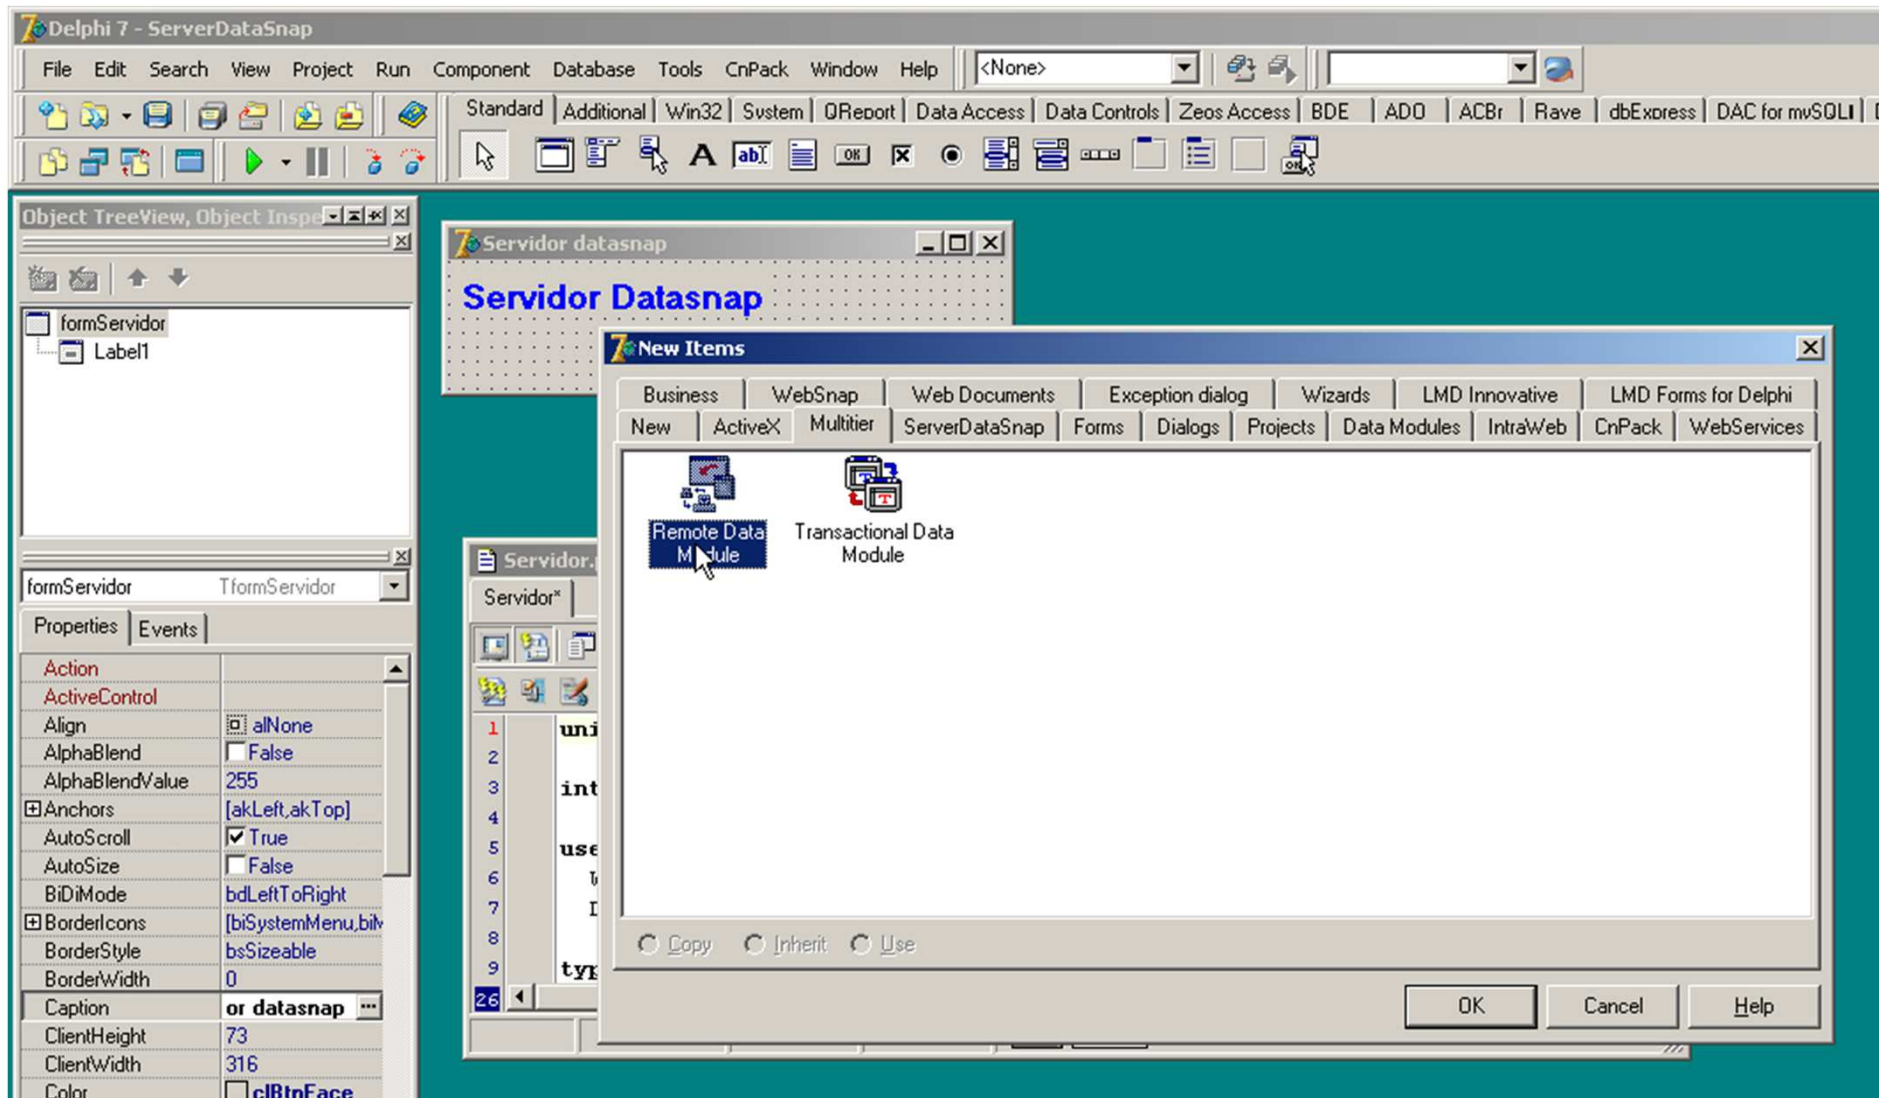 Delphi 7 - ServerDataSnap
File Edit Search View Project Run Component Database Tools CnPack Window Help <None>
Standard Additional Win32 System QReport Data Access Data Controls Zeos Access BDE ADO ACBr Rave dbExpress DAC for mySQL
Object TreeView, Object Inspe
formServidor
Label1
formServidor TformServidor
Properties Events
Action
ActiveControl
Align alNone
AlphaBlend False
AlphaBlendValue 255
Anchors [akLeft,akTop]
AutoScroll True
AutoSize False
BiDiMode bdLeftToRight
BorderIcons [biSystemMenu,biM
BorderStyle bsSizeable
BorderWidth 0
Caption or datasnap
ClientHeight 73
ClientWidth 316
Color clBtnFace
Servidor datasnap
Servidor Datasnap
Servidor.p
Servidor*
1 uni
2
3 int
4
5 use
6
7
8
9 typ
26
New Items
Business WebSnap Web Documents Exception dialog Wizards LMD Innovative LMD Forms for Delphi
New ActiveX Multitier ServerDataSnap Forms Dialogs Projects Data Modules IntraWeb CnPack WebServices
Remote Data
Module
Transactional Data
Module
Copy Inherit Use
OK Cancel Help